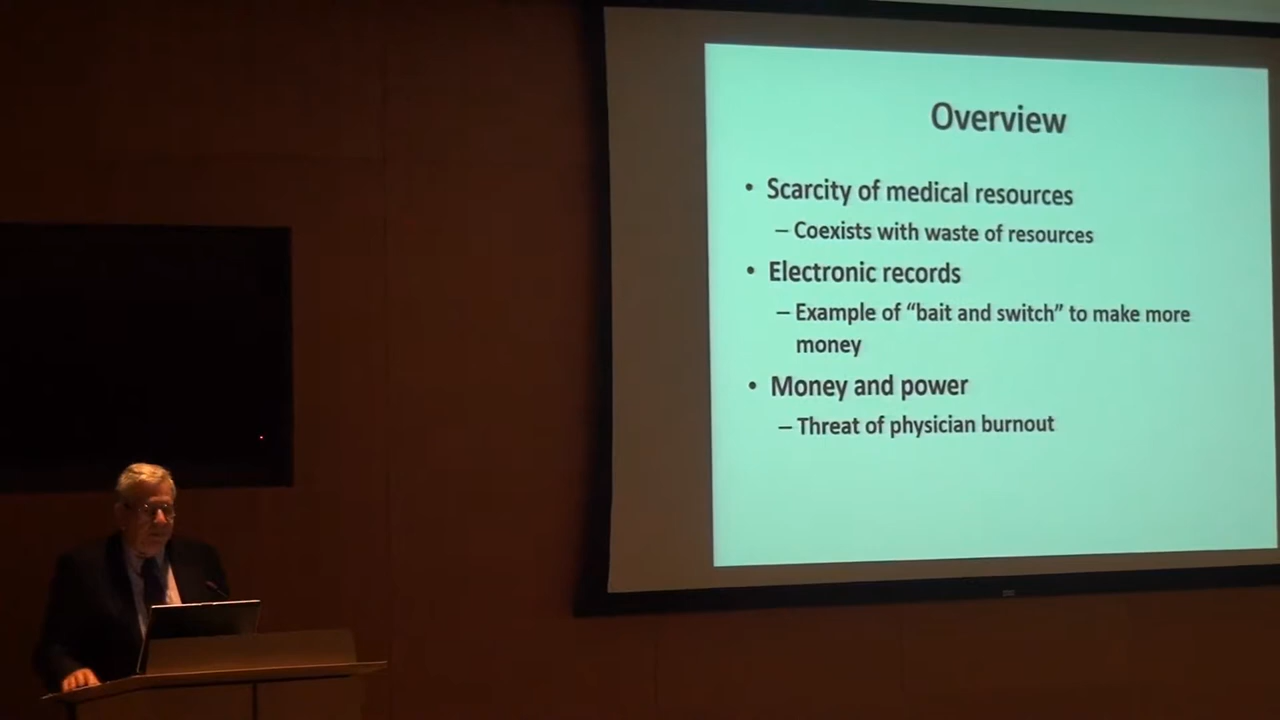 Overview
• Scarcity of medical resources
– Coexists with waste of resources
• Electronic records
– Example of “bait and switch” to make more
money
• Money and power
– Threat of physician burnout